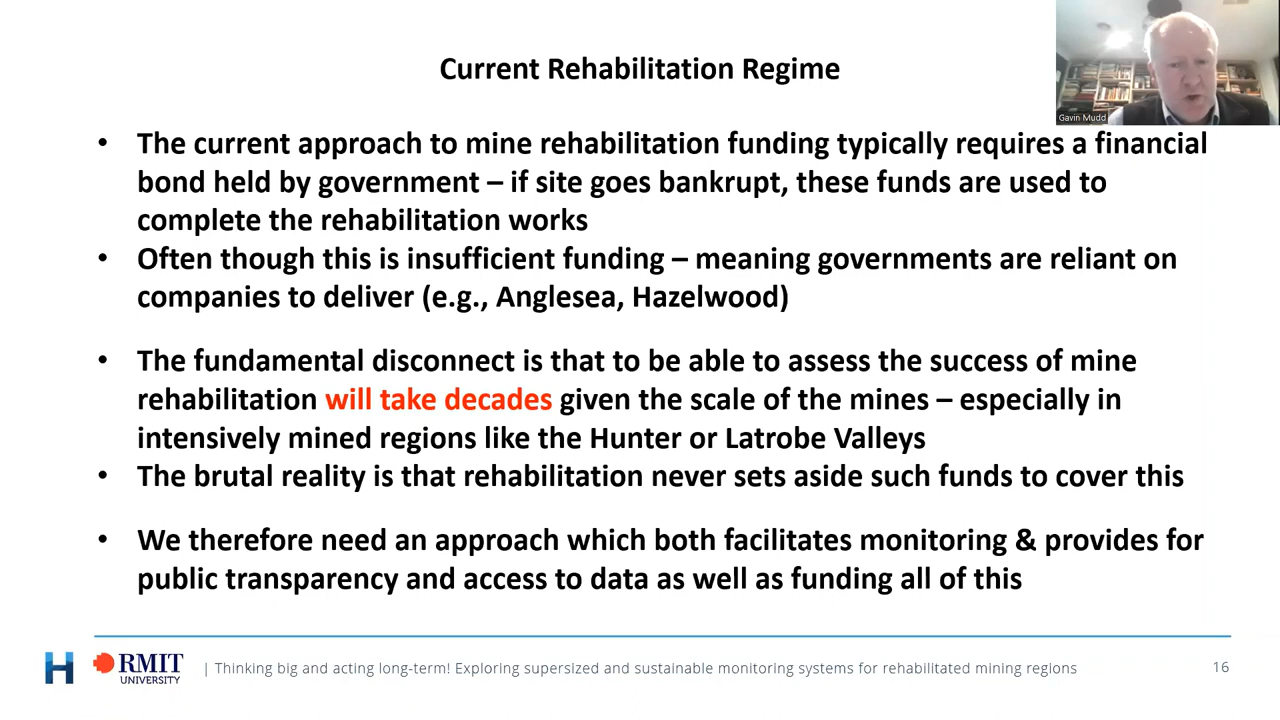 Current Rehabilitation Regime
Gavin Mudd
• The current approach to mine rehabilitation funding typically requires a financial
bond held by government – if site goes bankrupt, these funds are used to
complete the rehabilitation works
• Often though this is insufficient funding – meaning governments are reliant on
companies to deliver (e.g., Anglesea, Hazelwood)
• The fundamental disconnect is that to be able to assess the success of mine
rehabilitation will take decades given the scale of the mines – especially in
intensively mined regions like the Hunter or Latrobe Valleys
• The brutal reality is that rehabilitation never sets aside such funds to cover this
• We therefore need an approach which both facilitates monitoring & provides for
public transparency and access to data as well as funding all of this
H
RMIT
UNIVERSITY
| Thinking big and acting long-term! Exploring supersized and sustainable monitoring systems for rehabilitated mining regions
16